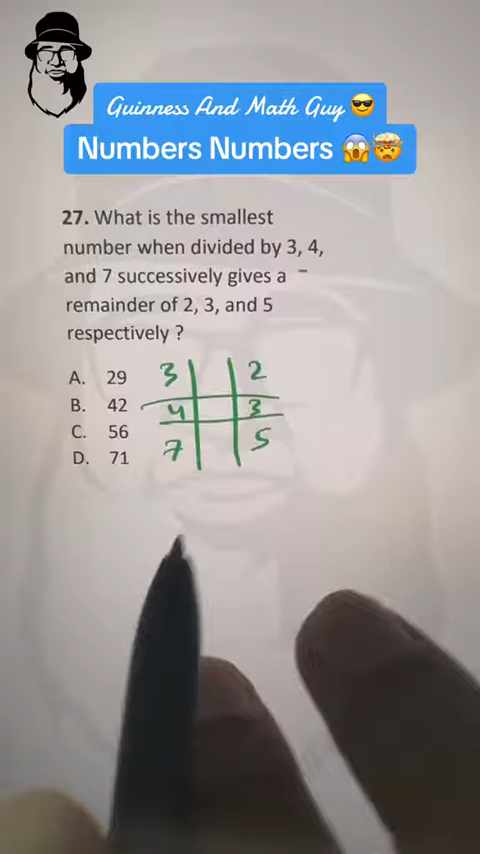 Guinness And Math Guy 😎
Numbers Numbers 😱🤯
27. What is the smallest
number when divided by 3, 4,
and 7 successively gives a
remainder of 2, 3, and 5
respectively ?
A. 29
B. 42
C. 56
D. 71
3 2
4 3
7 5